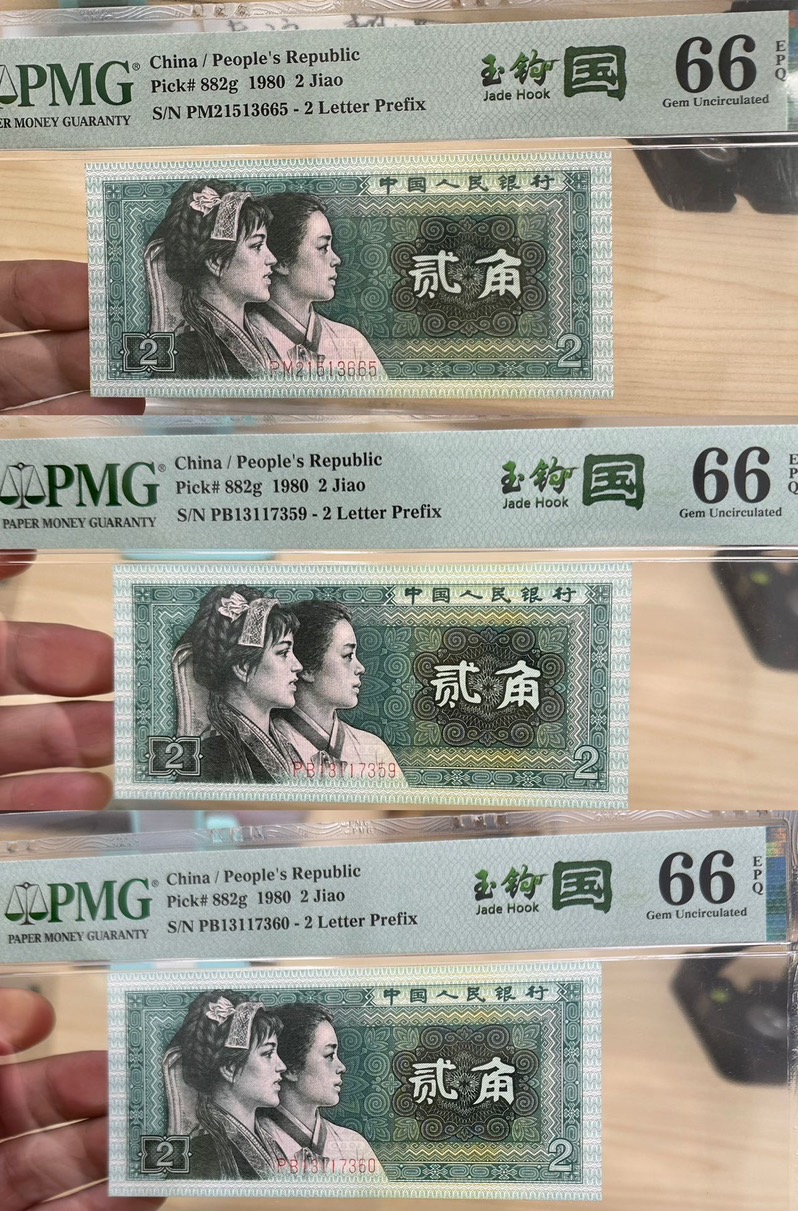 PMG®
ER MONEY GUARANTY
China / People's Republic
Pick# 882g 1980 2 Jiao
S/N PM21513665 - 2 Letter Prefix
玉钩国
Jade Hook
66
EPQ
Gem Uncirculated
中国人民银行
贰角
2
2
PM21513665
PMG®
PAPER MONEY GUARANTY
China / People's Republic
Pick# 882g 1980 2 Jiao
S/N PB13117359 - 2 Letter Prefix
玉钩国
Jade Hook
66
EPQ
Gem Uncirculated
中国人民银行
贰角
2
2
PB13117359
PMG®
PAPER MONEY GUARANTY
China / People's Republic
Pick# 882g 1980 2 Jiao
S/N PB13117360 - 2 Letter Prefix
玉钩国
Jade Hook
66
EPQ
Gem Uncirculated
中国人民银行
贰角
2
2
PB13117360